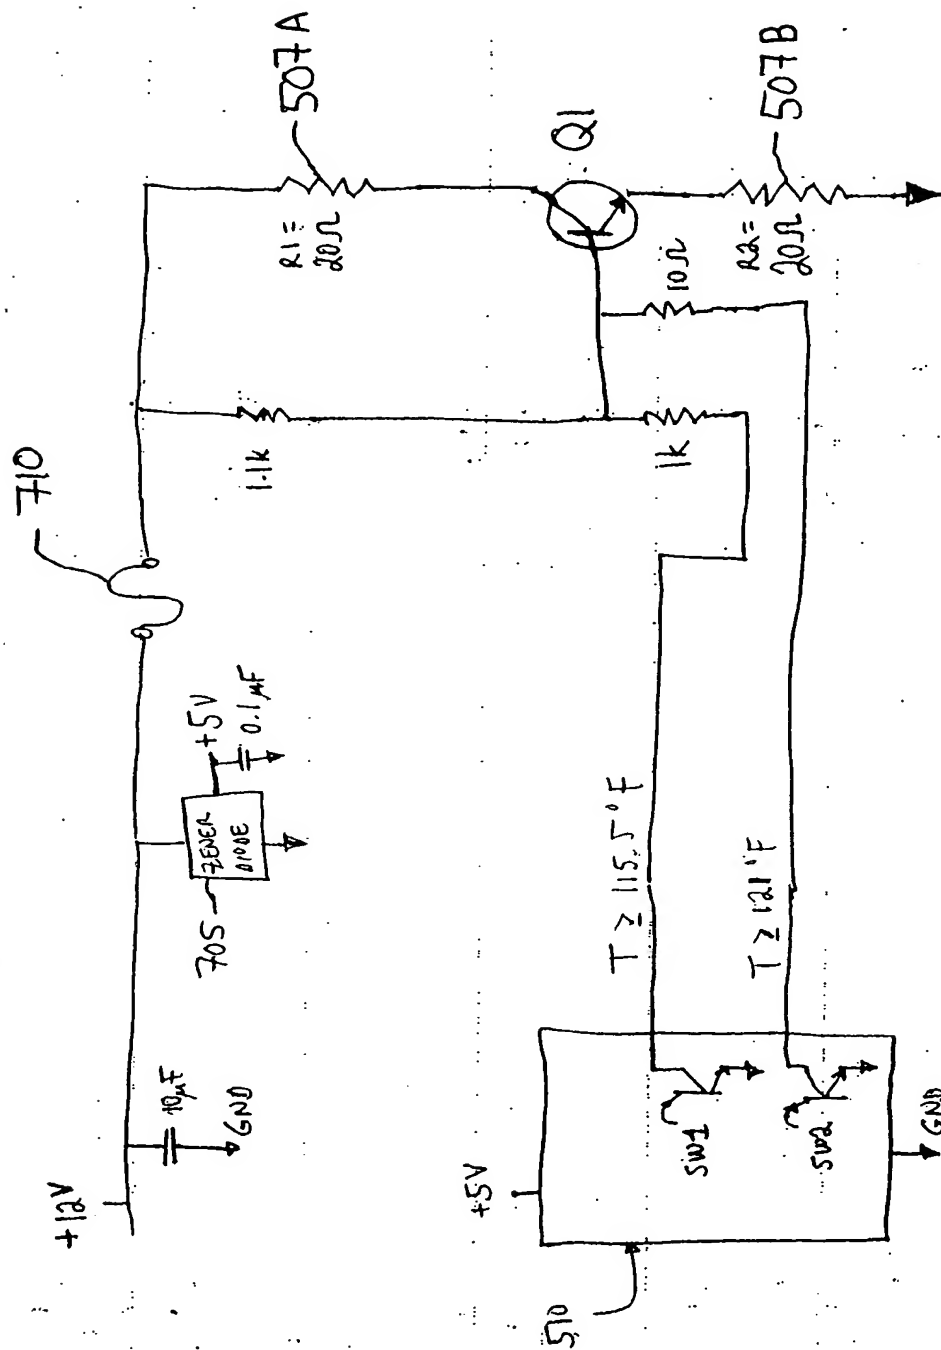 +12V
10µF
GND
705
ZENER
DIODE
+5V
0.1µF
710
1.1k
R1=
20Ω
507A
Q1
1k
10Ω
R2=
20Ω
507B
510
+5V
SW1
SW2
GND
T ≥ 115.5°F
T ≥ 121°F